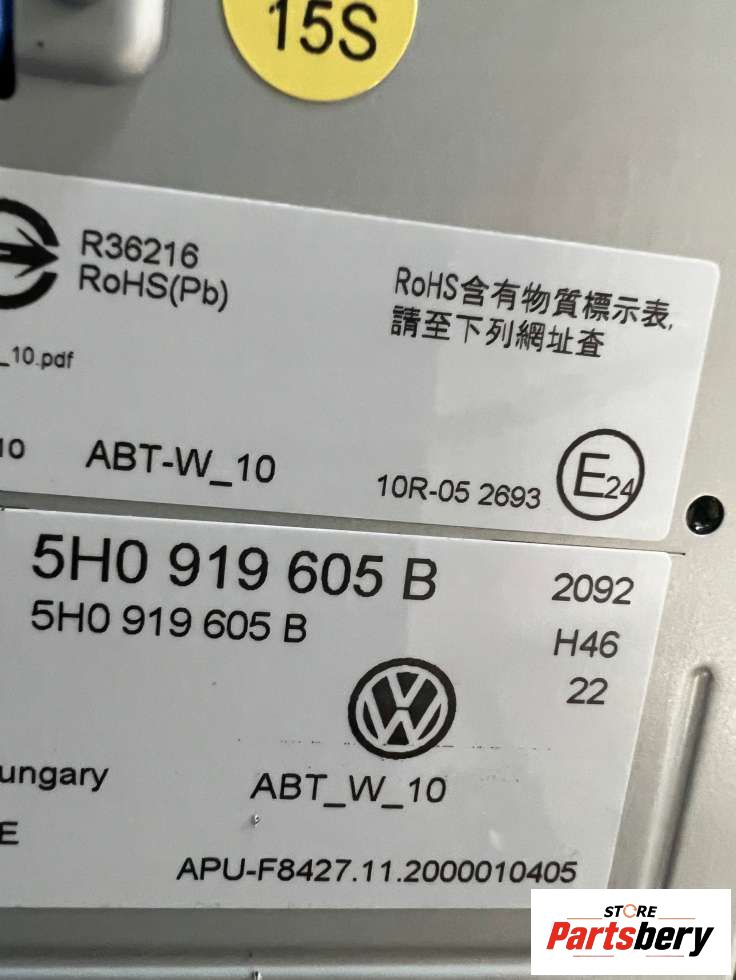 15S
R36216
RoHS(Pb)
RoHS含有物質標示表,
請至下列網址查
_10.pdf
10
ABT-W_10
10R-05 2693
E24
5H0 919 605 B
2092
5H0 919 605 B
H46
22
ungary
ABT_W_10
E
APU-F8427.11.2000010405
STORE
Partsbery